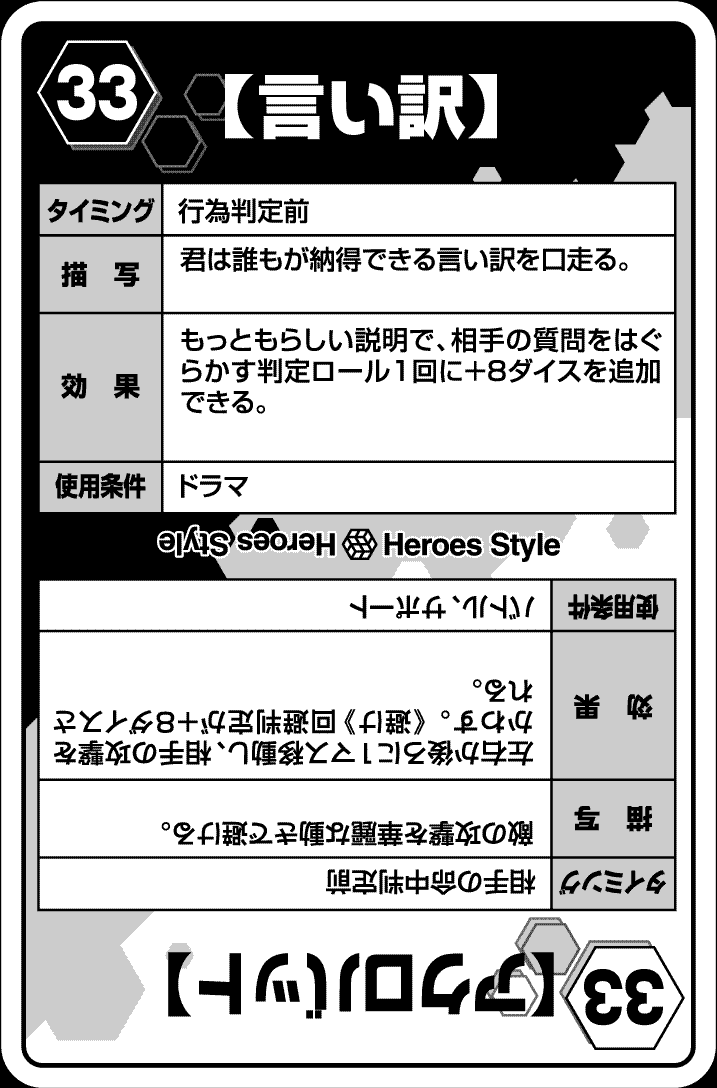 33
【言い訳】
タイミング 行為判定前
描写 君は誰もが納得できる言い訳を口走る。
効果 もっともらしい説明で、相手の質問をはぐ
らかす判定ロール1回に+8ダイスを追加
できる。
使用条件 ドラマ
Heroes Style
Heroes Style
33
【アクロバット】
タイミング 相手の命中判定前
描写 敵の攻撃を華麗な動きで避ける。
効果 左右か後ろに1マス移動し、相手の攻撃を
かわす。《避け》回避判定が+8ダイスさ
れる。
使用条件 バトル、サポート